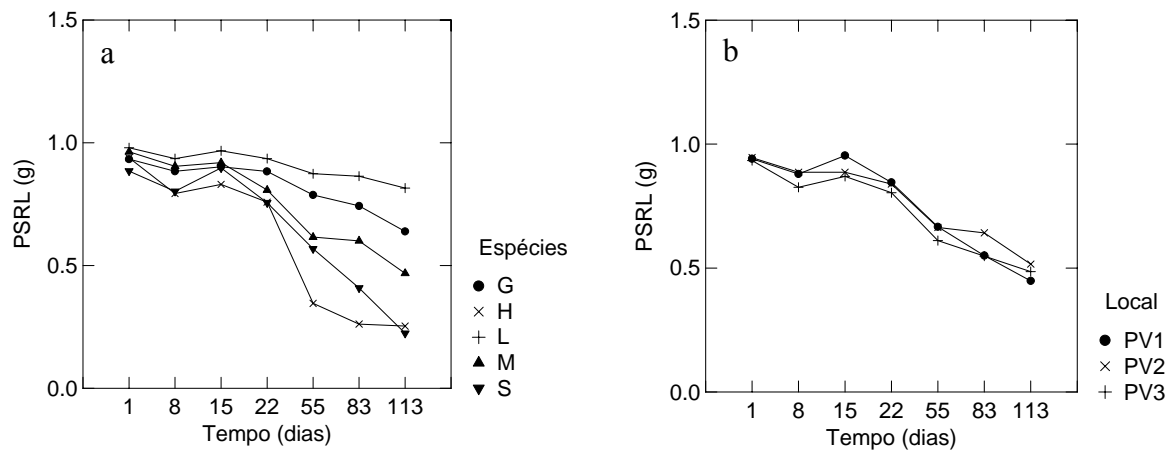 a
1.5
1.0
0.5
0.0
PSRL (g)
1 8 15 22 55 83 113
Tempo (dias)
Espécies
G
H
L
M
S
b
1.5
1.0
0.5
0.0
PSRL (g)
1 8 15 22 55 83 113
Tempo (dias)
Local
PV1
PV2
PV3